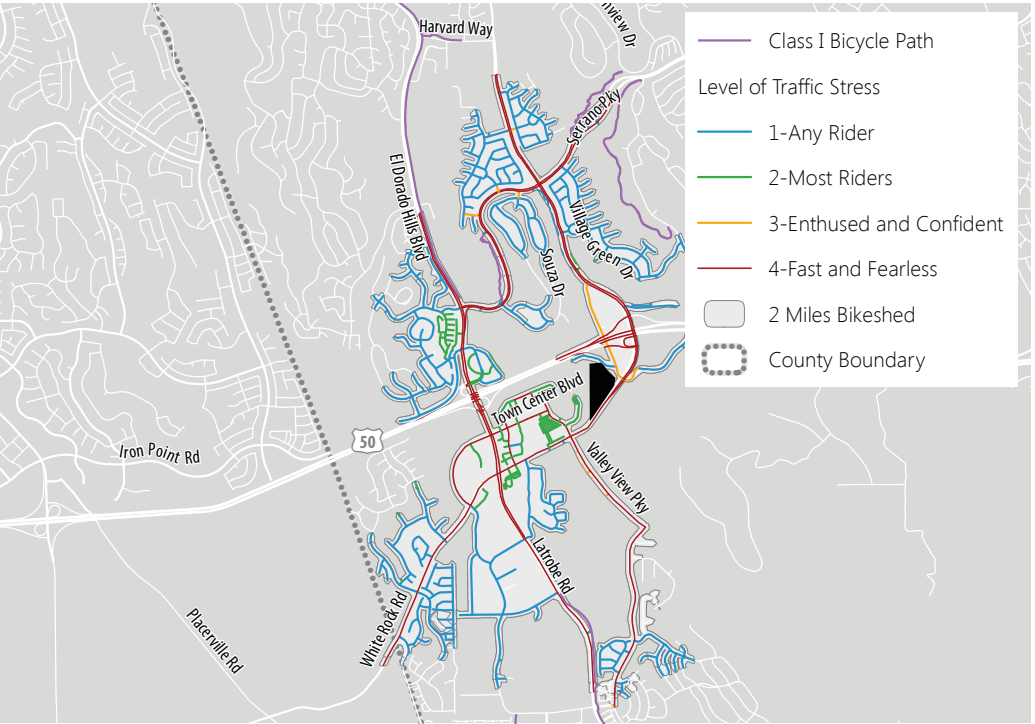 Harvard Way
Serrano Pky
El Dorado Hills Blvd
Village Green Dr
Souza Dr
Town Center Blvd
50
Iron Point Rd
Valley View Pky
Latrobe Rd
White Rock Rd
Placerville Rd
Class I Bicycle Path
Level of Traffic Stress
1-Any Rider
2-Most Riders
3-Enthused and Confident
4-Fast and Fearless
2 Miles Bikeshed
County Boundary